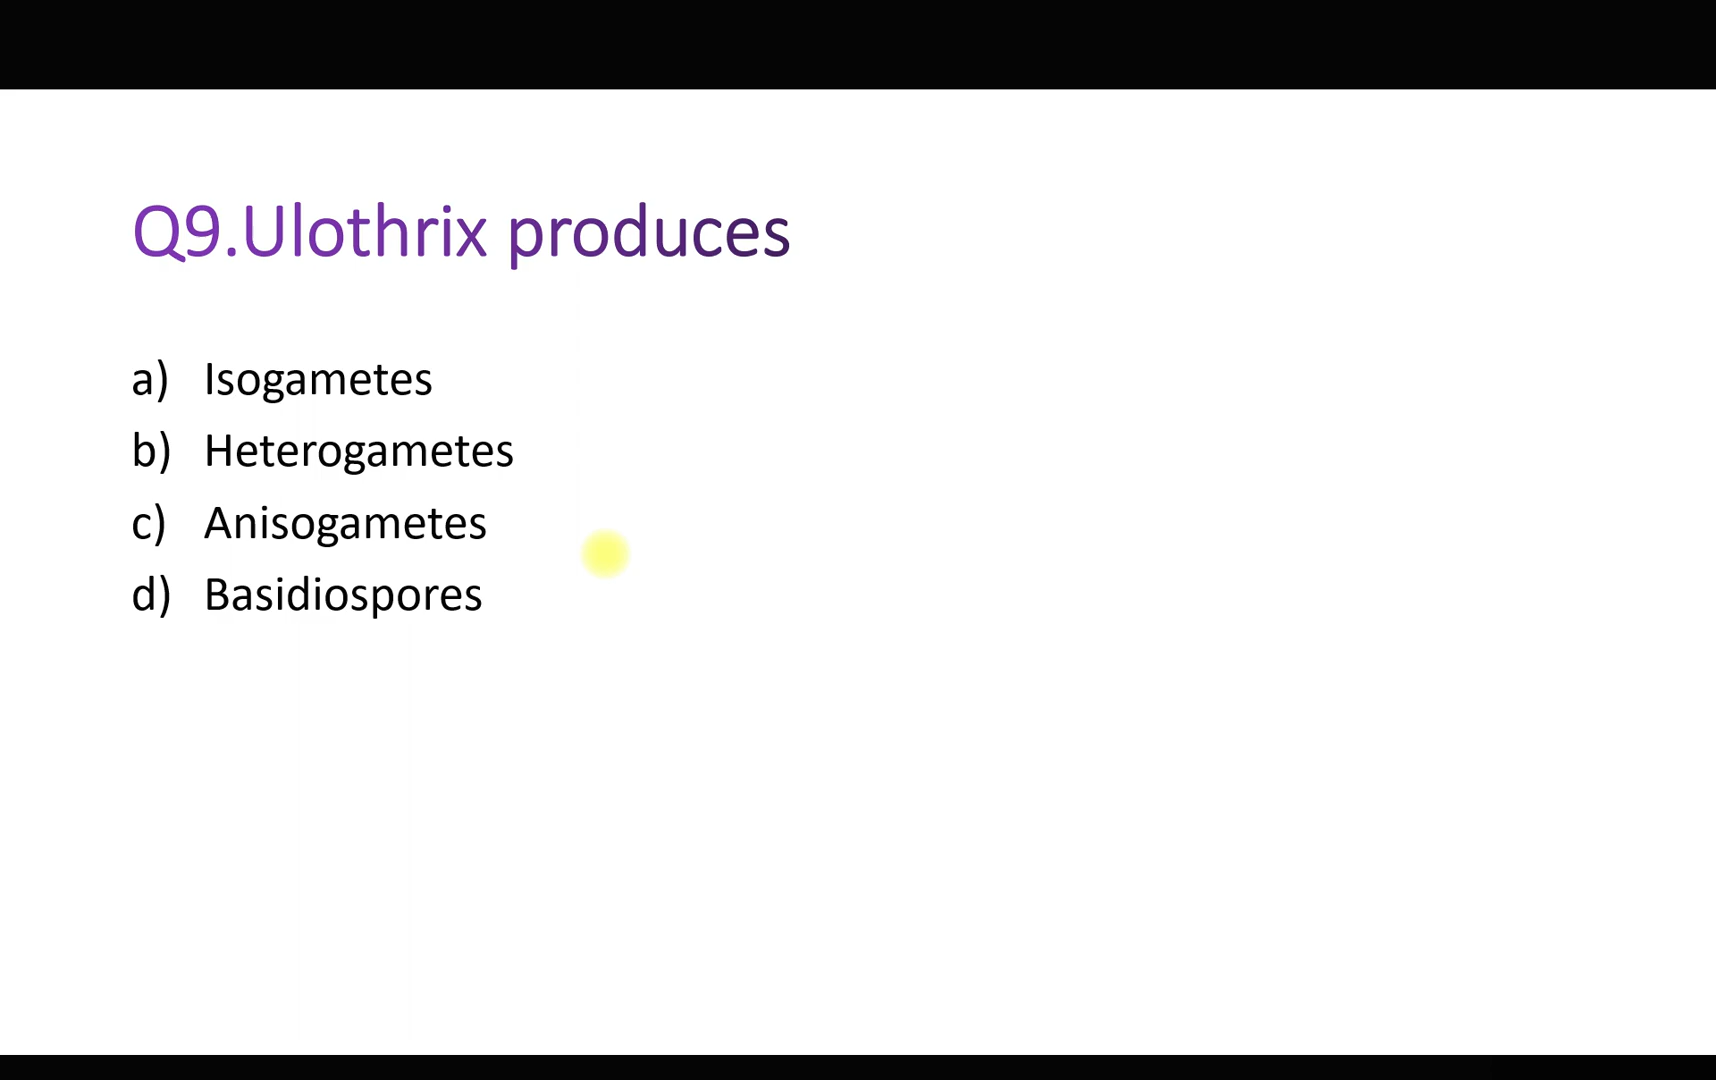 Q9.Ulothrix produces
a) Isogametes
b) Heterogametes
c) Anisogametes
d) Basidiospores